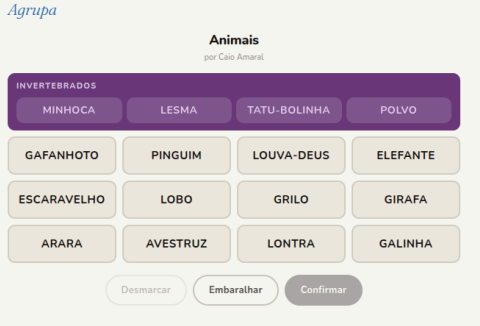 Agrupa
Animais
por Caio Amaral
INVERTEBRADOS
MINHOCA LESMA TATU-BOLINHA POLVO
GAFANHOTO PINGUIM LOUVA-DEUS ELEFANTE
ESCARAVELHO LOBO GRILO GIRAFA
ARARA AVESTRUZ LONTRA GALINHA
Desmarcar Embaralhar Confirmar